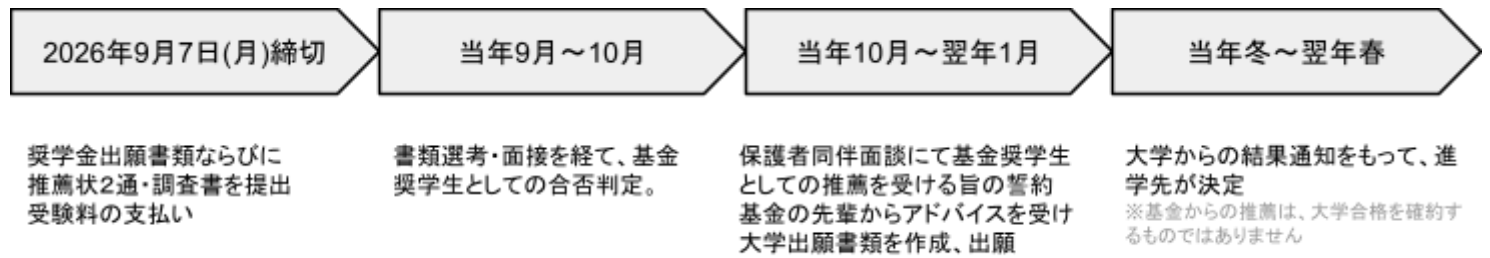 2026年9月7日(月)締切
当年9月～10月
当年10月～翌年1月
当年冬～翌年春
奨学金出願書類ならびに
推薦状２通・調査書を提出
受験料の支払い
書類選考・面接を経て、基金
奨学生としての合否判定。
保護者同伴面談にて基金奨学生
としての推薦を受ける旨の誓約
基金の先輩からアドバイスを受け
大学出願書類を作成、出願
大学からの結果通知をもって、進
学先が決定
※基金からの推薦は、大学合格を確約す
るものではありません